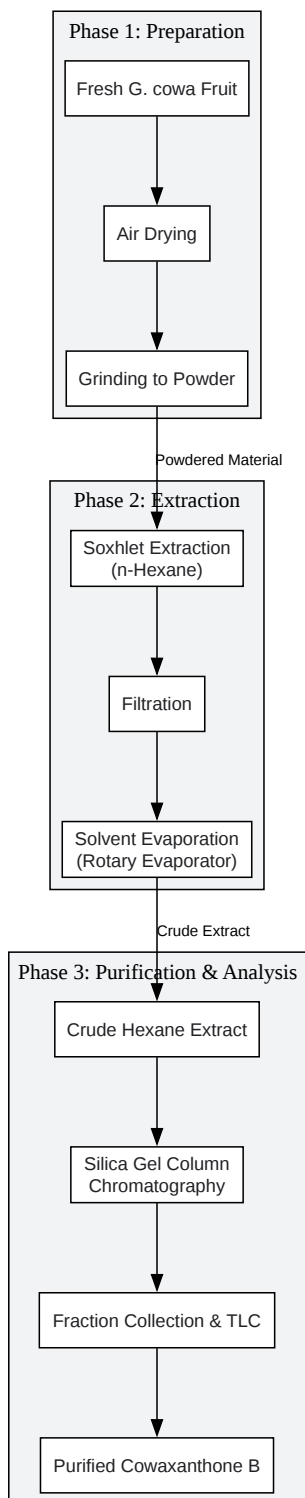 Phase 1: Preparation
Fresh G. cowa Fruit
Air Drying
Grinding to Powder
Powdered Material
Phase 2: Extraction
Soxhlet Extraction
(n-Hexane)
Filtration
Solvent Evaporation
(Rotary Evaporator)
Crude Extract
Phase 3: Purification & Analysis
Crude Hexane Extract
Silica Gel Column
Chromatography
Fraction Collection & TLC
Purified Cowaxanthone B